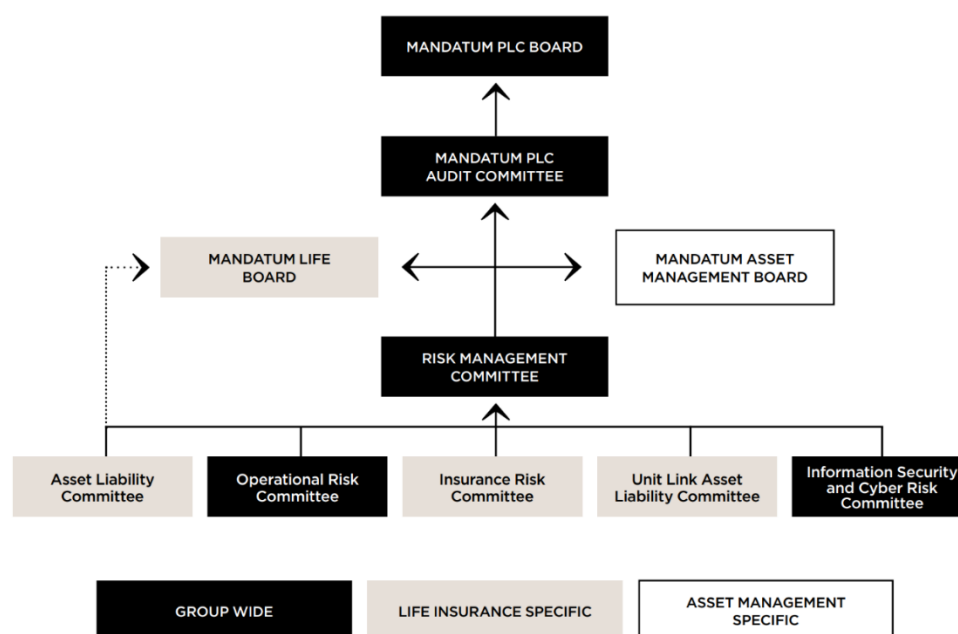 MANDATUM PLC BOARD
MANDATUM PLC
AUDIT COMMITTEE
MANDATUM LIFE
BOARD
MANDATUM ASSET
MANAGEMENT BOARD
RISK MANAGEMENT
COMMITTEE
Asset Liability
Committee
Operational Risk
Committee
Insurance Risk
Committee
Unit Link Asset
Liability Committee
Information Security
and Cyber Risk
Committee
GROUP WIDE
LIFE INSURANCE SPECIFIC
ASSET MANAGEMENT
SPECIFIC